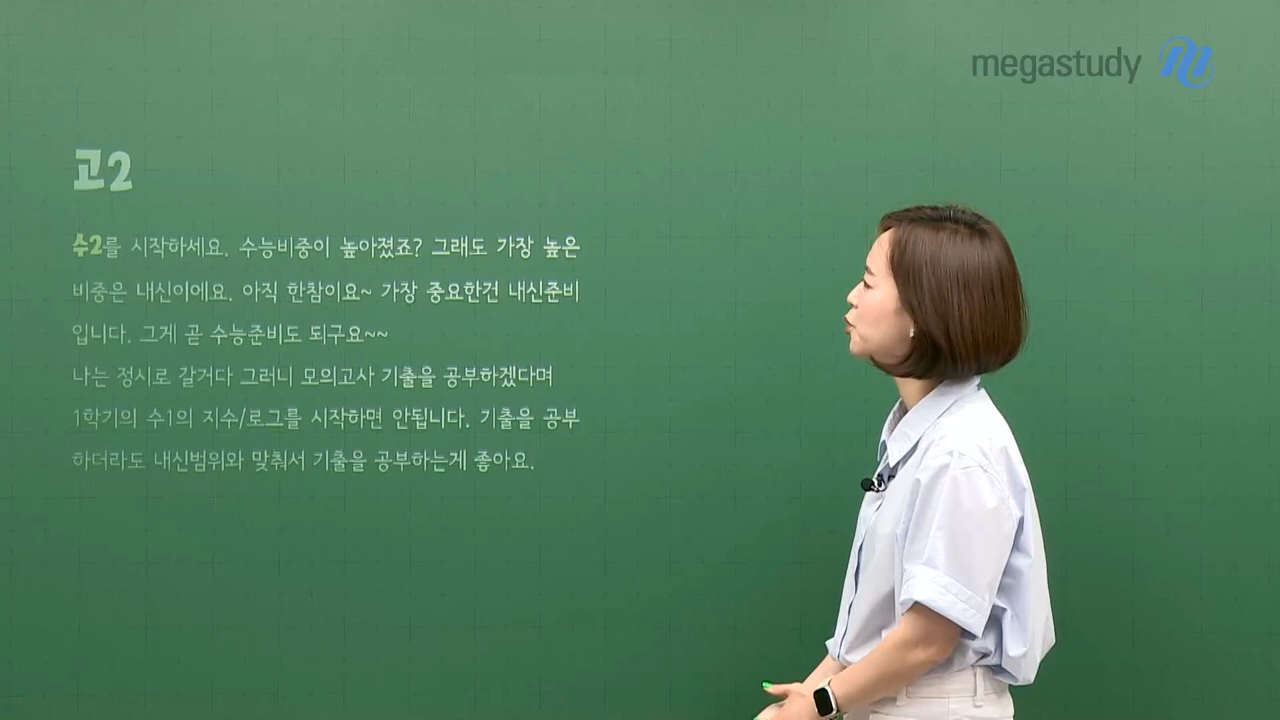 megastudy
고2
수2를 시작하세요. 수능비중이 높아졌죠? 그래도 가장 높은
비중은 내신이에요. 아직 한참이요~ 가장 중요한건 내신준비
입니다. 그게 곧 수능준비도 되구요~~
나는 정시로 갈거다 그러니 모의고사 기출을 공부하겠다며
1학기의 수1의 지수/로그를 시작하면 안됩니다. 기출을 공부
하더라도 내신범위와 맞춰서 기출을 공부하는게 좋아요.